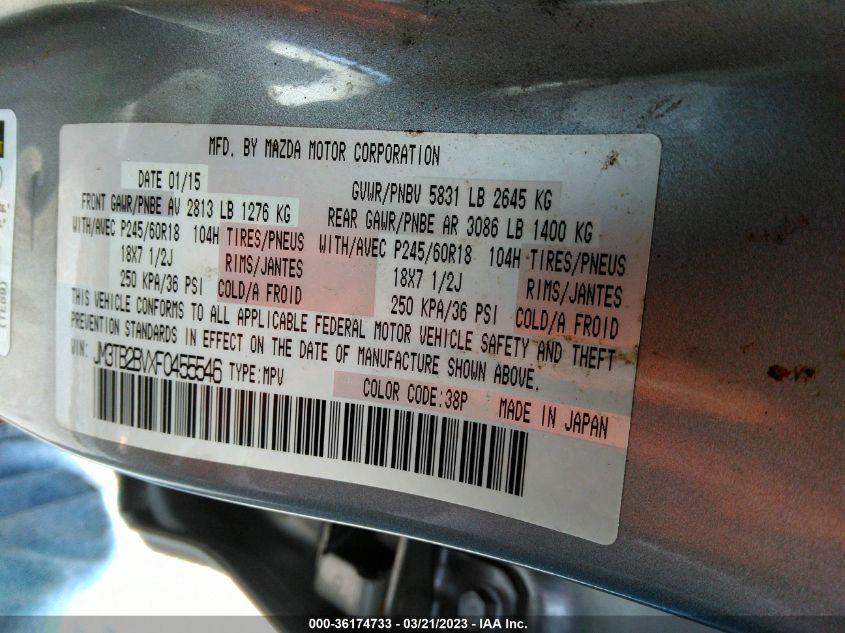 MFD. BY MAZDA MOTOR CORPORATION
DATE 01/15
GVWR/PNBV 5831 LB 2645 KG
FRONT GAWR/PNBE AV 2813 LB 1276 KG
REAR GAWR/PNBE AR 3086 LB 1400 KG
WITH/AVEC P245/60R18 104H TIRES/PNEUS
WITH/AVEC P245/60R18 104H TIRES/PNEUS
18X7 1/2J RIMS/JANTES
18X7 1/2J RIMS/JANTES
250 KPA/36 PSI COLD/A FROID
250 KPA/36 PSI COLD/A FROID
THIS VEHICLE CONFORMS TO ALL APPLICABLE FEDERAL MOTOR VEHICLE SAFETY AND THEFT
PREVENTION STANDARDS IN EFFECT ON THE DATE OF MANUFACTURE SHOWN ABOVE.
VIN: JM3TB2BVXF0455546 TYPE:MPV
COLOR CODE:38P MADE IN JAPAN
000-36174733 - 03/21/2023 - IAA Inc.